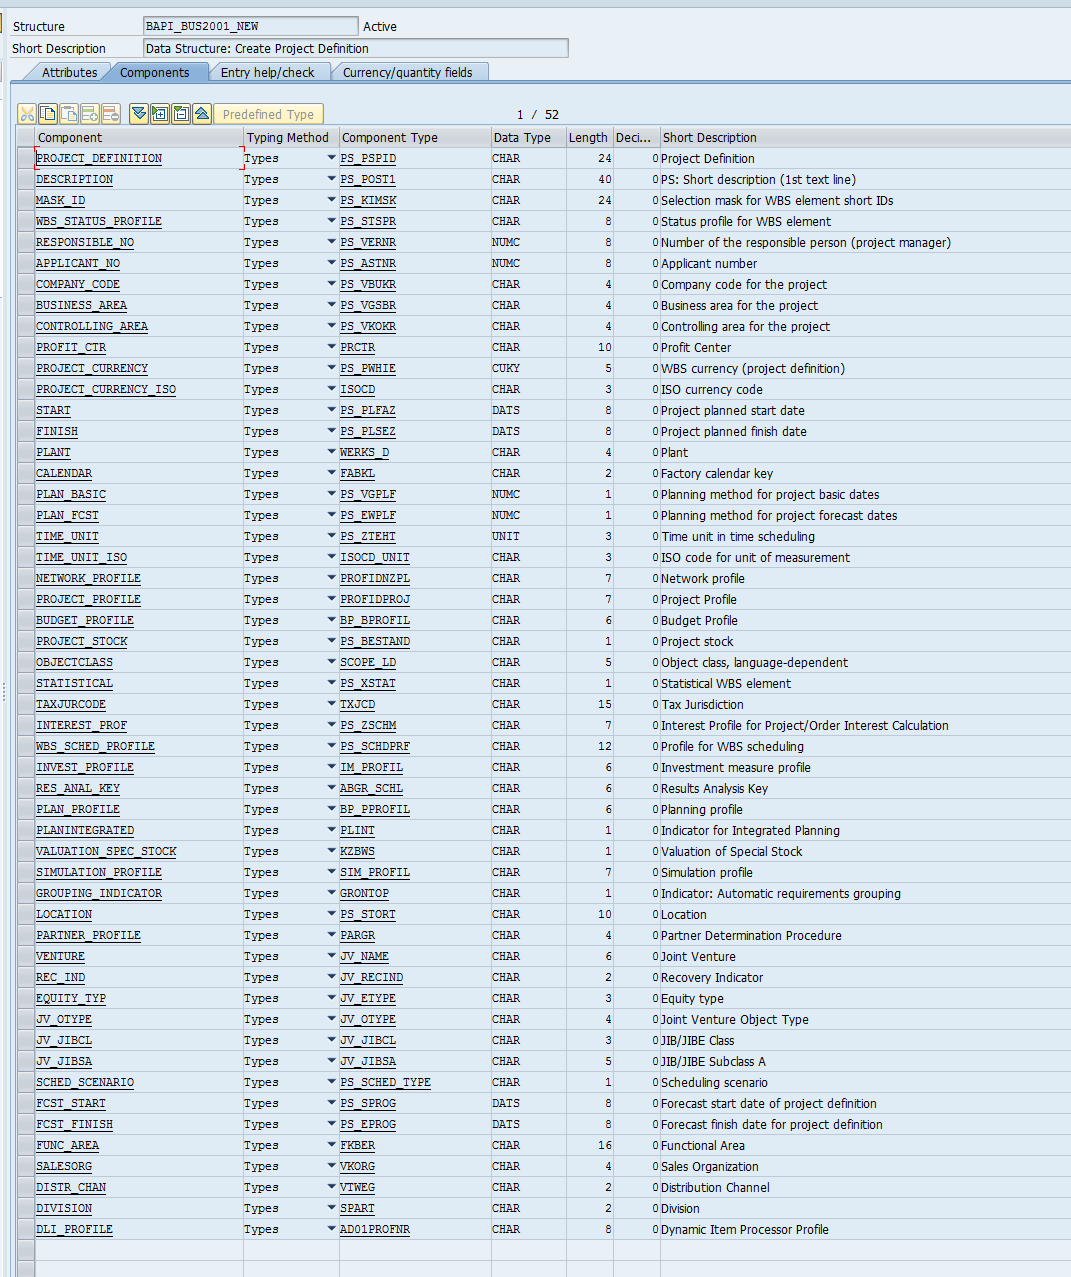 Structure BAPI_BUS2001_NEW Active
Short Description Data Structure: Create Project Definition
Attributes Components Entry help/check Currency/quantity fields
Predefined Type 1 / 52
Component Typing Method Component Type Data Type Length Deci... Short Description
PROJECT_DEFINITION Types PS_PSPID CHAR 24 0 Project Definition
DESCRIPTION Types PS_POST1 CHAR 40 0 PS: Short description (1st text line)
MASK_ID Types PS_KIMSK CHAR 24 0 Selection mask for WBS element short IDs
WBS_STATUS_PROFILE Types PS_STSPR CHAR 8 0 Status profile for WBS element
RESPONSIBLE_NO Types PS_VERNR NUMC 8 0 Number of the responsible person (project manager)
APPLICANT_NO Types PS_ASTNR NUMC 8 0 Applicant number
COMPANY_CODE Types PS_VBUKR CHAR 4 0 Company code for the project
BUSINESS_AREA Types PS_VGSBR CHAR 4 0 Business area for the project
CONTROLLING_AREA Types PS_VKOKR CHAR 4 0 Controlling area for the project
PROFIT_CTR Types PRCTR CHAR 10 0 Profit Center
PROJECT_CURRENCY Types PS_PWHIE CUKY 5 0 WBS currency (project definition)
PROJECT_CURRENCY_ISO Types ISOCD CHAR 3 0 ISO currency code
START Types PS_PLFAZ DATS 8 0 Project planned start date
FINISH Types PS_PLSEZ DATS 8 0 Project planned finish date
PLANT Types WERKS_D CHAR 4 0 Plant
CALENDAR Types FABKL CHAR 2 0 Factory calendar key
PLAN_BASIC Types PS_VGPLF NUMC 1 0 Planning method for project basic dates
PLAN_FCST Types PS_EWPLF NUMC 1 0 Planning method for project forecast dates
TIME_UNIT Types PS_ZTEHT UNIT 3 0 Time unit in time scheduling
TIME_UNIT_ISO Types ISOCD_UNIT CHAR 3 0 ISO code for unit of measurement
NETWORK_PROFILE Types PROFIDNZPL CHAR 7 0 Network profile
PROJECT_PROFILE Types PROFIDPROJ CHAR 7 0 Project Profile
BUDGET_PROFILE Types BP_BPROFIL CHAR 6 0 Budget Profile
PROJECT_STOCK Types PS_BESTAND CHAR 1 0 Project stock
OBJECTCLASS Types SCOPE_LD CHAR 5 0 Object class, language-dependent
STATISTICAL Types PS_XSTAT CHAR 1 0 Statistical WBS element
TAXJURCODE Types TXJCD CHAR 15 0 Tax Jurisdiction
INTEREST_PROF Types PS_ZSCHM CHAR 7 0 Interest Profile for Project/Order Interest Calculation
WBS_SCHED_PROFILE Types PS_SCHDPRF CHAR 12 0 Profile for WBS scheduling
INVEST_PROFILE Types IM_PROFIL CHAR 6 0 Investment measure profile
RES_ANAL_KEY Types ABGR_SCHL CHAR 6 0 Results Analysis Key
PLAN_PROFILE Types BP_PPROFIL CHAR 6 0 Planning profile
PLANINTEGRATED Types PLINT CHAR 1 0 Indicator for Integrated Planning
VALUATION_SPEC_STOCK Types KZBWS CHAR 1 0 Valuation of Special Stock
SIMULATION_PROFILE Types SIM_PROFIL CHAR 7 0 Simulation profile
GROUPING_INDICATOR Types GRONTOP CHAR 1 0 Indicator: Automatic requirements grouping
LOCATION Types PS_STORT CHAR 10 0 Location
PARTNER_PROFILE Types PARGR CHAR 4 0 Partner Determination Procedure
VENTURE Types JV_NAME CHAR 6 0 Joint Venture
REC_IND Types JV_RECIND CHAR 2 0 Recovery Indicator
EQUITY_TYP Types JV_ETYPE CHAR 3 0 Equity type
JV_OTYPE Types JV_OTYPE CHAR 4 0 Joint Venture Object Type
JV_JIBCL Types JV_JIBCL CHAR 3 0 JIB/JIBE Class
JV_JIBSA Types JV_JIBSA CHAR 5 0 JIB/JIBE Subclass A
SCHED_SCENARIO Types PS_SCHED_TYPE CHAR 1 0 Scheduling scenario
FCST_START Types PS_SPROG DATS 8 0 Forecast start date of project definition
FCST_FINISH Types PS_EPROG DATS 8 0 Forecast finish date for project definition
FUNC_AREA Types FKBER CHAR 16 0 Functional Area
SALESORG Types VKORG CHAR 4 0 Sales Organization
DISTR_CHAN Types VTWEG CHAR 2 0 Distribution Channel
DIVISION Types SPART CHAR 2 0 Division
DLI_PROFILE Types AD01PROFNR CHAR 8 0 Dynamic Item Processor Profile